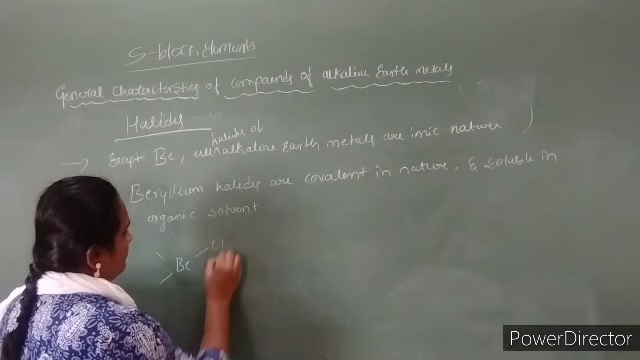 S-block Elements
General characteristics of compounds of alkaline Earth metals
Halides
halides of
→ Except Be, all alkaline Earth metals are ionic nature
Beryllium halides are covalent in nature, & soluble in
organic solvent
Cl
Be
PowerDirector